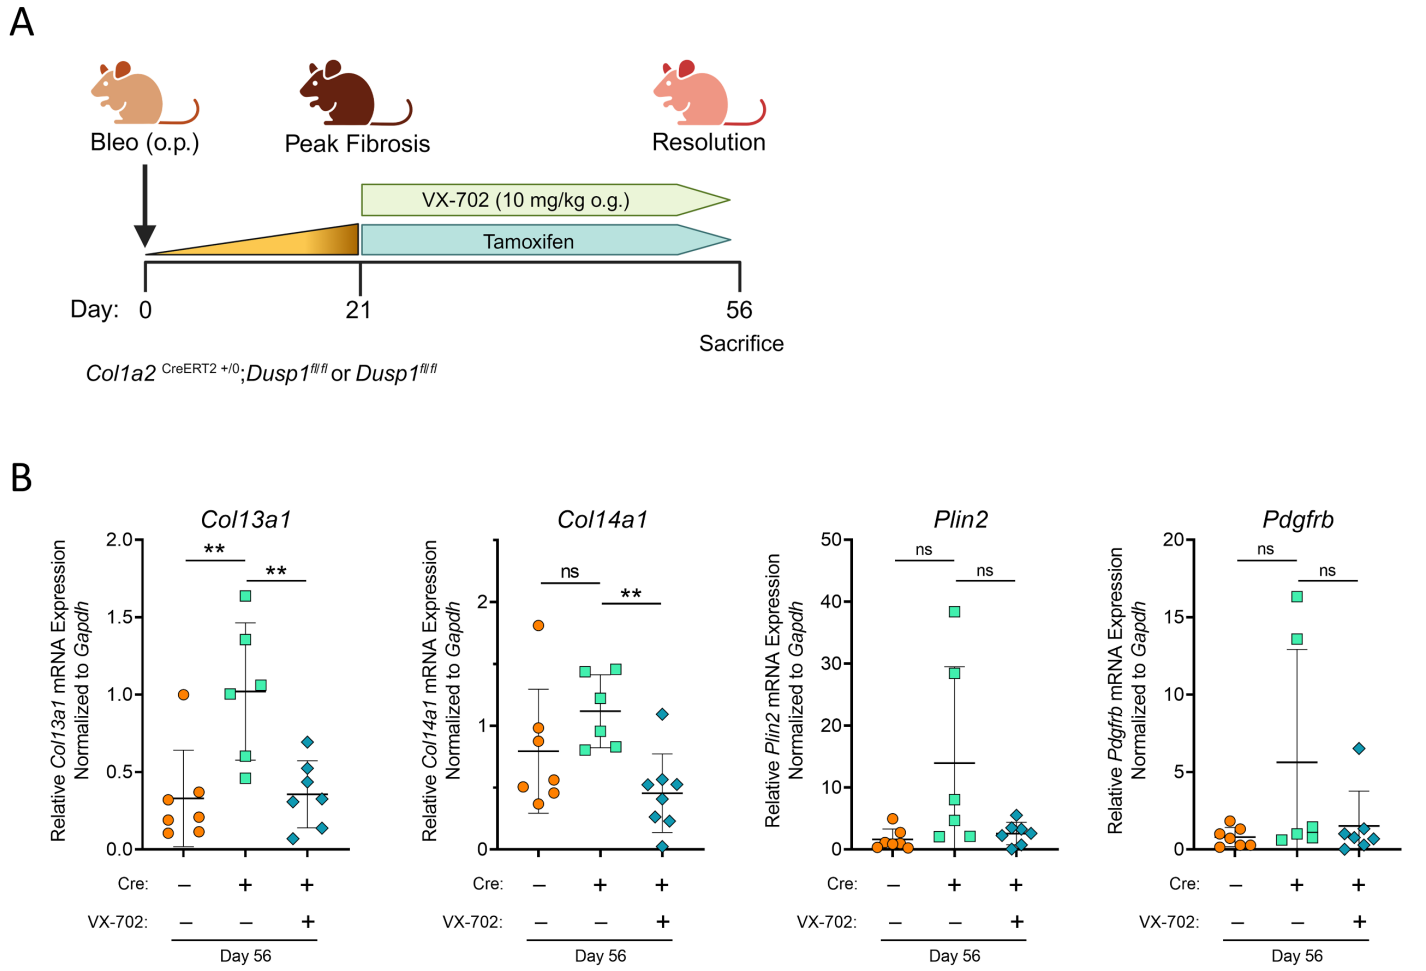 A
Bleo (o.p.)
Peak Fibrosis
Resolution
VX-702 (10 mg/kg o.g.)
Tamoxifen
Day: 0 21 56
Sacrifice
Col1a2 CreERT2 +/0;Dusp1fl/fl or Dusp1fl/fl
B
Col13a1
Relative Col13a1 mRNA Expression
Normalized to Gapdh
2.0
1.5
1.0
0.5
0.0
**
**
Cre: – + +
VX-702: – – +
Day 56
Col14a1
Relative Col14a1 mRNA Expression
Normalized to Gapdh
2
1
0
ns
**
Cre: – + +
VX-702: – – +
Day 56
Plin2
Relative Plin2 mRNA Expression
Normalized to Gapdh
50
40
30
20
10
0
ns
ns
Cre: – + +
VX-702: – – +
Day 56
Pdgfrb
Relative Pdgfrb mRNA Expression
Normalized to Gapdh
20
15
10
5
0
ns
ns
Cre: – + +
VX-702: – – +
Day 56